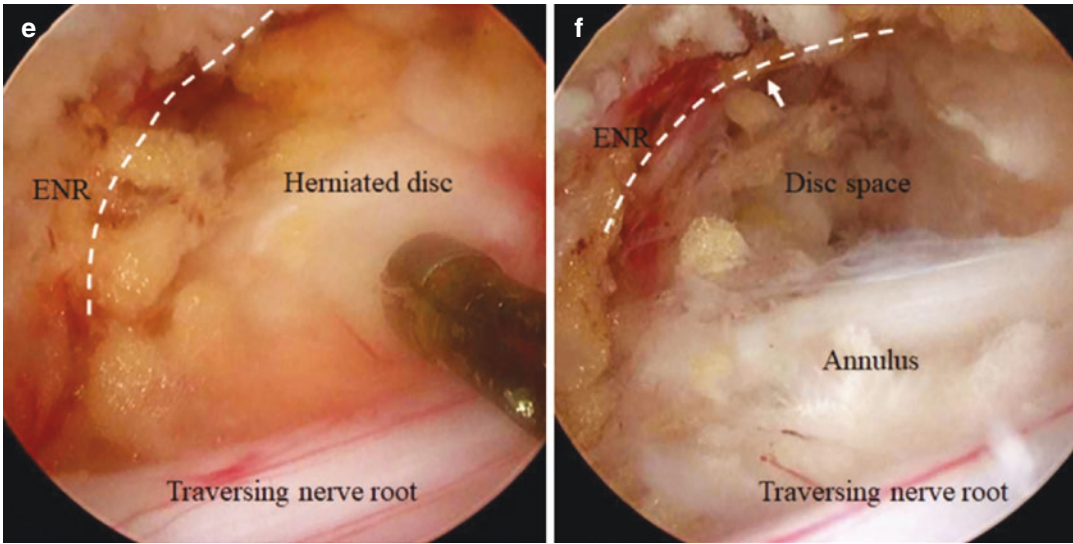 e
ENR
Herniated disc
Traversing nerve root
f
ENR
Disc space
Annulus
Traversing nerve root